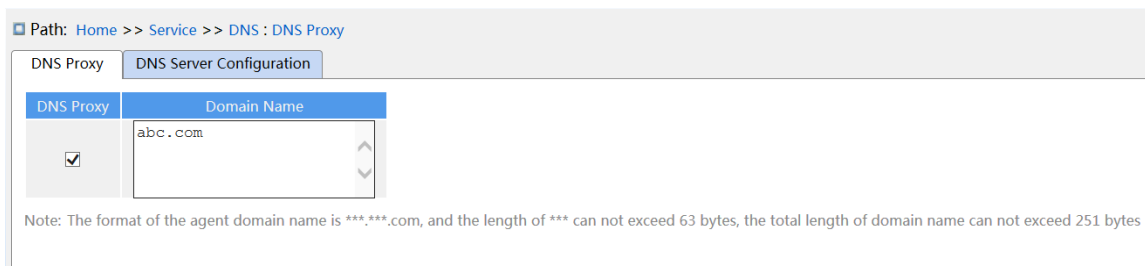 Path: Home >> Service >> DNS : DNS Proxy
DNS Proxy DNS Server Configuration
DNS Proxy Domain Name
abc.com
Note: The format of the agent domain name is ***.***.com, and the length of *** can not exceed 63 bytes, the total length of domain name can not exceed 251 bytes